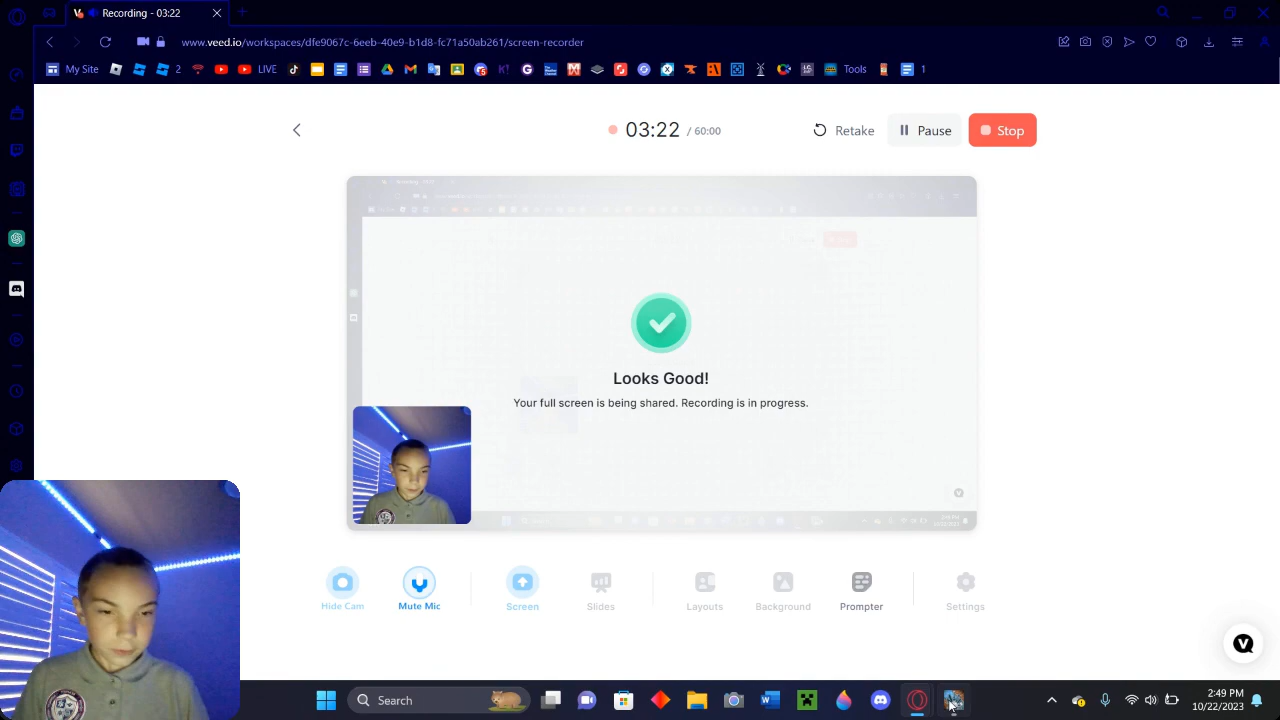 Recording - 03:22
www.veed.io/workspaces/dfe9067c-6eeb-40e9-b1d8-fc71a50ab261/screen-recorder
My Site 2 LIVE Tools 1
03:22 / 60:00 Retake Pause Stop
Looks Good!
Your full screen is being shared. Recording is in progress.
Hide Cam Mute Mic Screen Slides Layouts Background Prompter Settings
Search
2:49 PM
10/22/2023